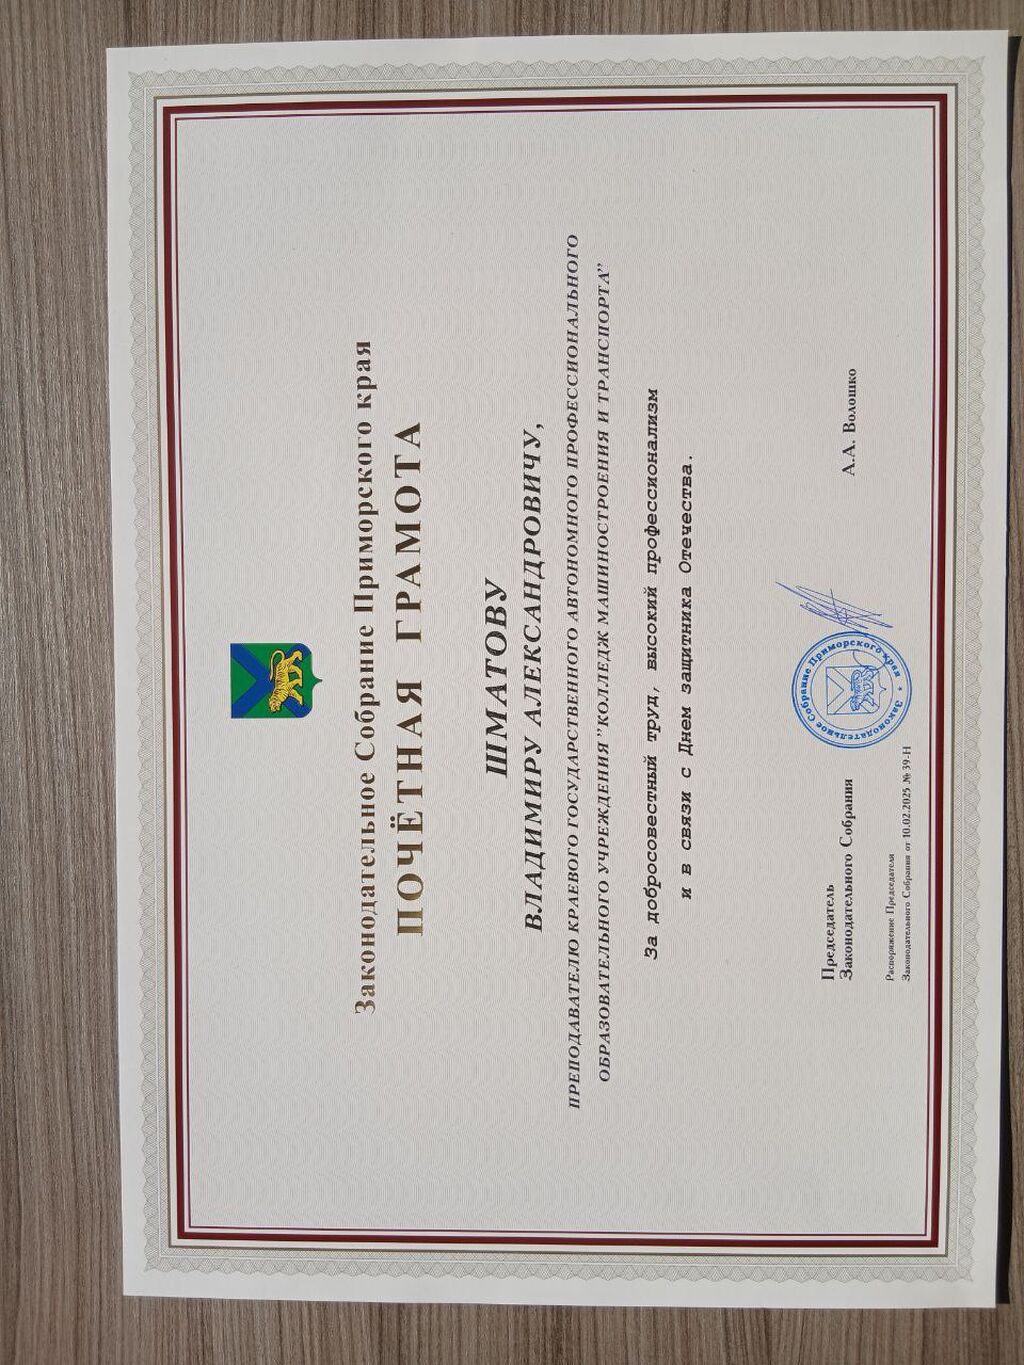 Законодательное Собрание Приморского края
ПОЧЁТНАЯ ГРАМОТА
ШМАТОВУ
ВЛАДИМИРУ АЛЕКСАНДРОВИЧУ,
ПРЕПОДАВАТЕЛЮ КРАЕВОГО ГОСУДАРСТВЕННОГО АВТОНОМНОГО ПРОФЕССИОНАЛЬНОГО
ОБРАЗОВАТЕЛЬНОГО УЧРЕЖДЕНИЯ "КОЛЛЕДЖ МАШИНОСТРОЕНИЯ И ТРАНСПОРТА"
За добросовестный труд, высокий профессионализм
и в связи с Днем защитника Отечества.
Председатель
Законодательного Собрания
А.А. Волошко
Законодательное Собрание Приморского края
Распоряжение Председателя
Законодательного Собрания от 10.02.2025 № 39-Н